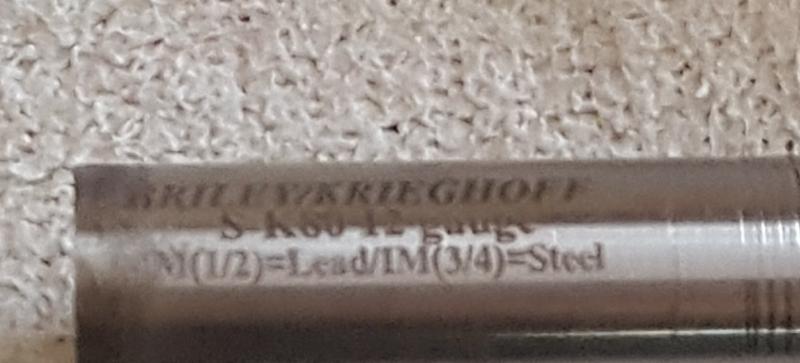 BRILEY/KRIEGHOFF
S-K80 12 gauge
M(1/2)=Lead/IM(3/4)=Steel